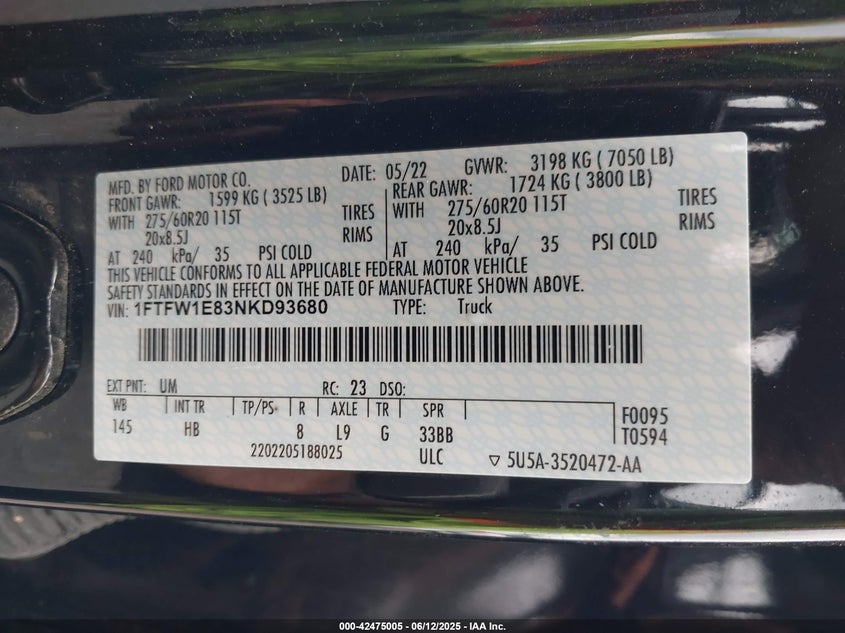 MFD. BY FORD MOTOR CO. DATE: 05/22 GVWR: 3198 KG ( 7050 LB)
FRONT GAWR: 1599 KG ( 3525 LB) REAR GAWR: 1724 KG ( 3800 LB)
WITH 275/60R20 115T TIRES WITH 275/60R20 115T TIRES
20x8.5J RIMS 20x8.5J RIMS
AT 240 kPa/ 35 PSI COLD AT 240 kPa/ 35 PSI COLD
THIS VEHICLE CONFORMS TO ALL APPLICABLE FEDERAL MOTOR VEHICLE
SAFETY STANDARDS IN EFFECT ON THE DATE OF MANUFACTURE SHOWN ABOVE.
VIN: 1FTFW1E83NKD93680 TYPE: Truck
EXT PNT: UM RC: 23 DSO:
WB INT TR TP/PS R AXLE TR SPR F0095
145 HB 8 L9 G 33BB T0594
2202205188025 ULC ▽ 5U5A-3520472-AA
000-42475005 - 06/12/2025 - IAA Inc.